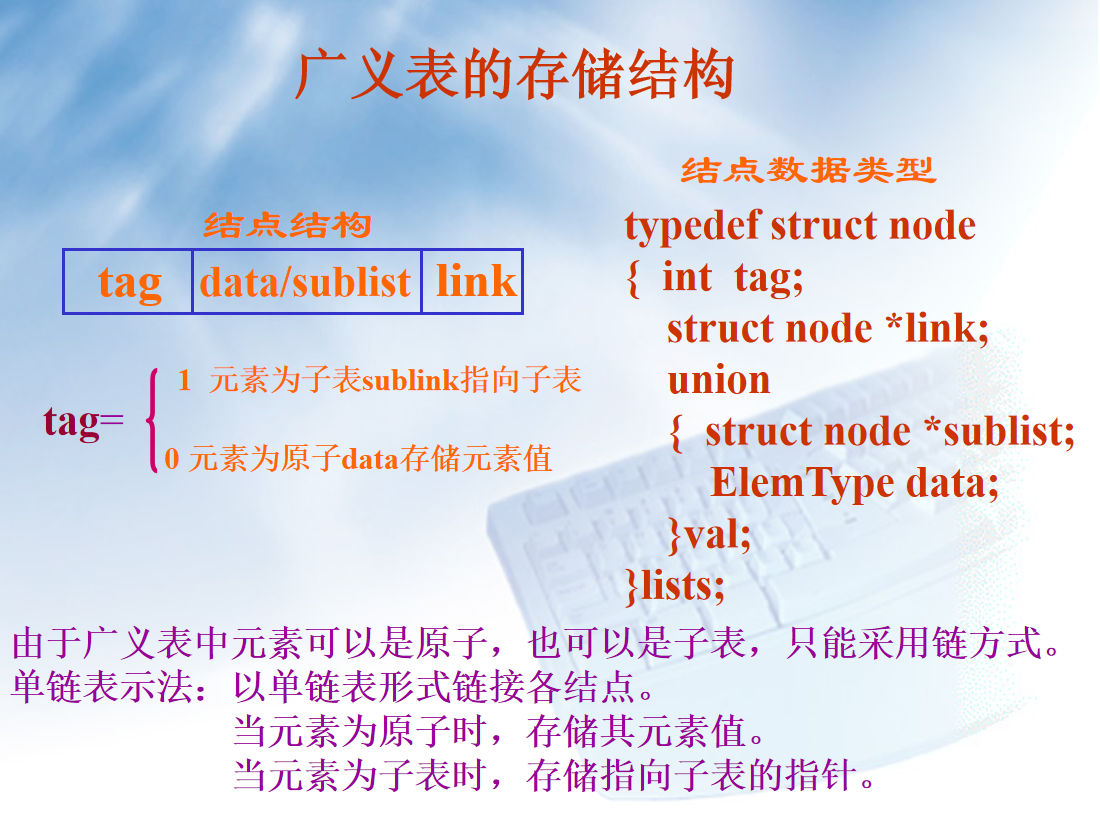 广义表的存储结构
结点结构
tag data/sublist link
tag=
1 元素为子表sublink指向子表
0 元素为原子data存储元素值
结点数据类型
typedef struct node
{ int tag;
struct node *link;
union
{ struct node *sublist;
ElemType data;
}val;
}lists;
由于广义表中元素可以是原子，也可以是子表，只能采用链方式。
单链表示法：以单链表形式链接各结点。
当元素为原子时，存储其元素值。
当元素为子表时，存储指向子表的指针。